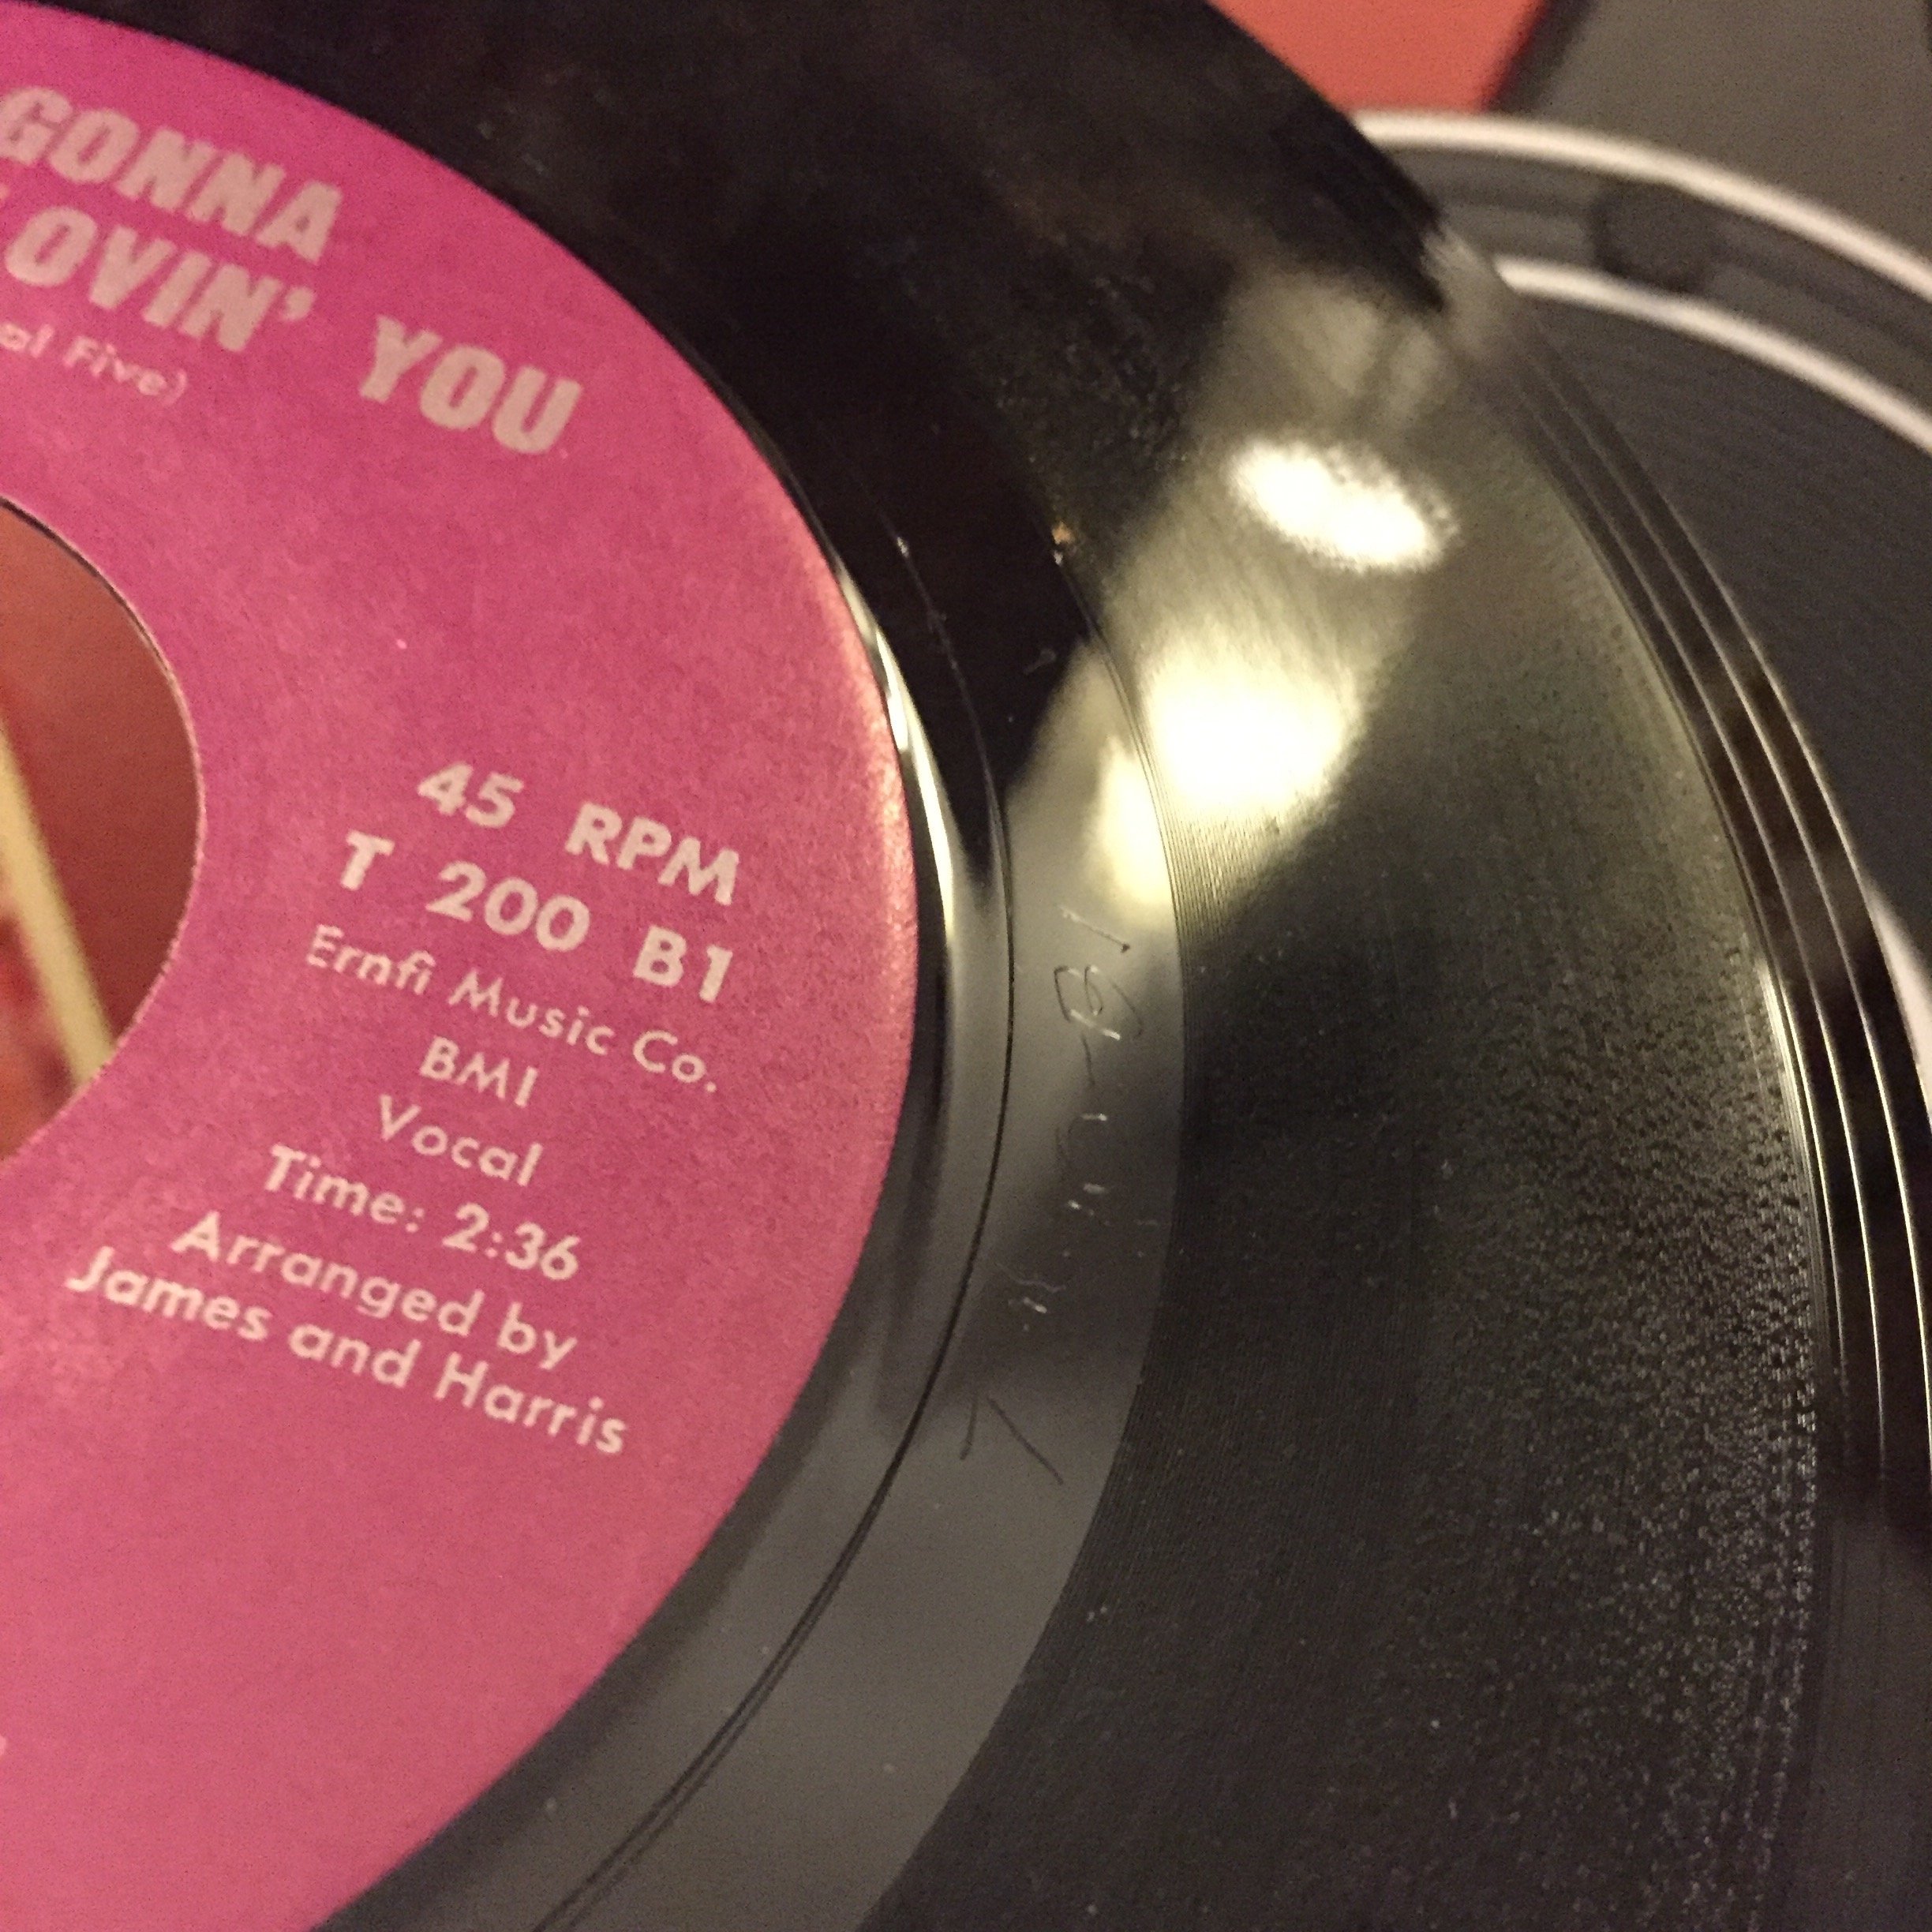 GONNA
LOVIN' YOU
al Five)
45 RPM
T 200 B1
Ernfi Music Co.
BMI
Vocal
Time: 2:36
Arranged by
James and Harris